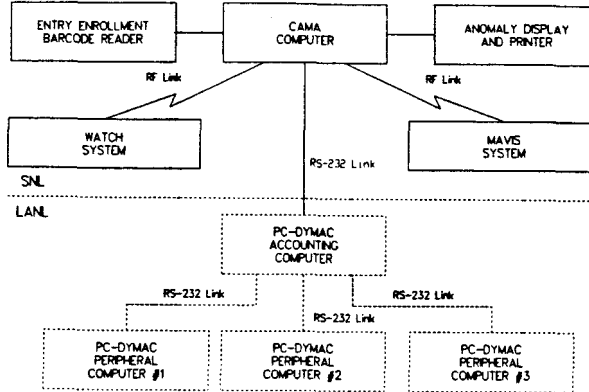 ENTRY ENROLLMENT
BARCODE READER
CAMA
COMPUTER
ANOMALY DISPLAY
AND PRINTER
RF Link
RF Link
WATCH
SYSTEM
MAVIS
SYSTEM
RS-232 Link
SNL
LANL
PC-DYMAC
ACCOUNTING
COMPUTER
RS-232 Link
RS-232 Link
RS-232 Link
PC-DYMAC
PERIPHERAL
COMPUTER #1
PC-DYMAC
PERIPHERAL
COMPUTER #2
PC-DYMAC
PERIPHERAL
COMPUTER #3